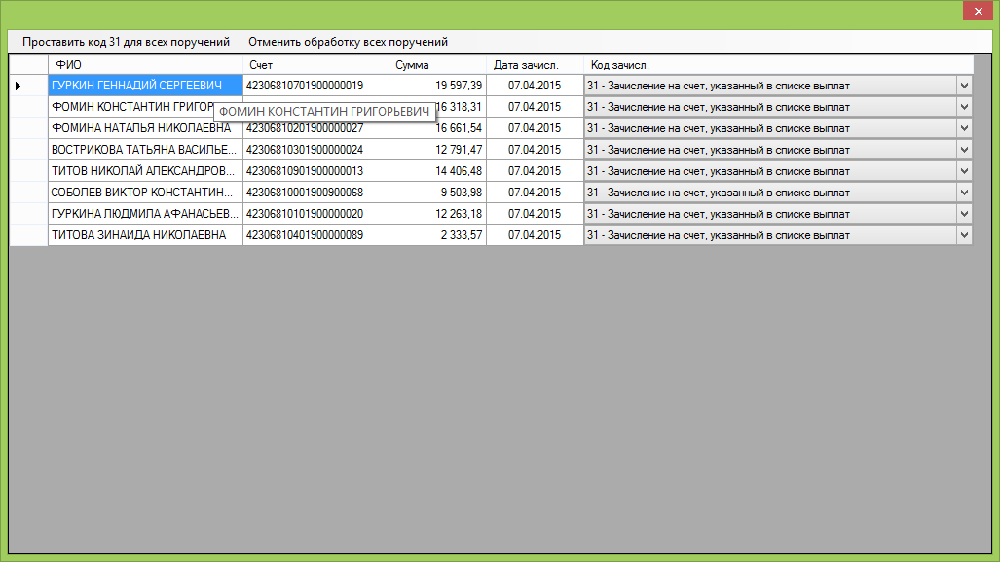 Проставить код 31 для всех поручений Отменить обработку всех поручений
ФИО Счет Сумма Дата зачисл. Код зачисл.
ГУРКИН ГЕННАДИЙ СЕРГЕЕВИЧ 42306810701900000019 19 597,39 07.04.2015 31 - Зачисление на счет, указанный в списке выплат
ФОМИН КОНСТАНТИН ГРИГОР 16 318,31 07.04.2015 31 - Зачисление на счет, указанный в списке выплат
ФОМИН КОНСТАНТИН ГРИГОРЬЕВИЧ
ФОМИНА НАТАЛЬЯ НИКОЛАЕВНА 42306810201900000027 16 661,54 07.04.2015 31 - Зачисление на счет, указанный в списке выплат
ВОСТРИКОВА ТАТЬЯНА ВАСИЛЬЕ... 42306810301900000024 12 791,47 07.04.2015 31 - Зачисление на счет, указанный в списке выплат
ТИТОВ НИКОЛАЙ АЛЕКСАНДРОВ... 42306810901900000013 14 406,48 07.04.2015 31 - Зачисление на счет, указанный в списке выплат
СОБОЛЕВ ВИКТОР КОНСТАНТИН... 42306810001900900068 9 503,98 07.04.2015 31 - Зачисление на счет, указанный в списке выплат
ГУРКИНА ЛЮДМИЛА АФАНАСЬЕВ... 42306810101900000020 12 263,18 07.04.2015 31 - Зачисление на счет, указанный в списке выплат
ТИТОВА ЗИНАИДА НИКОЛАЕВНА 42306810401900000089 2 333,57 07.04.2015 31 - Зачисление на счет, указанный в списке выплат